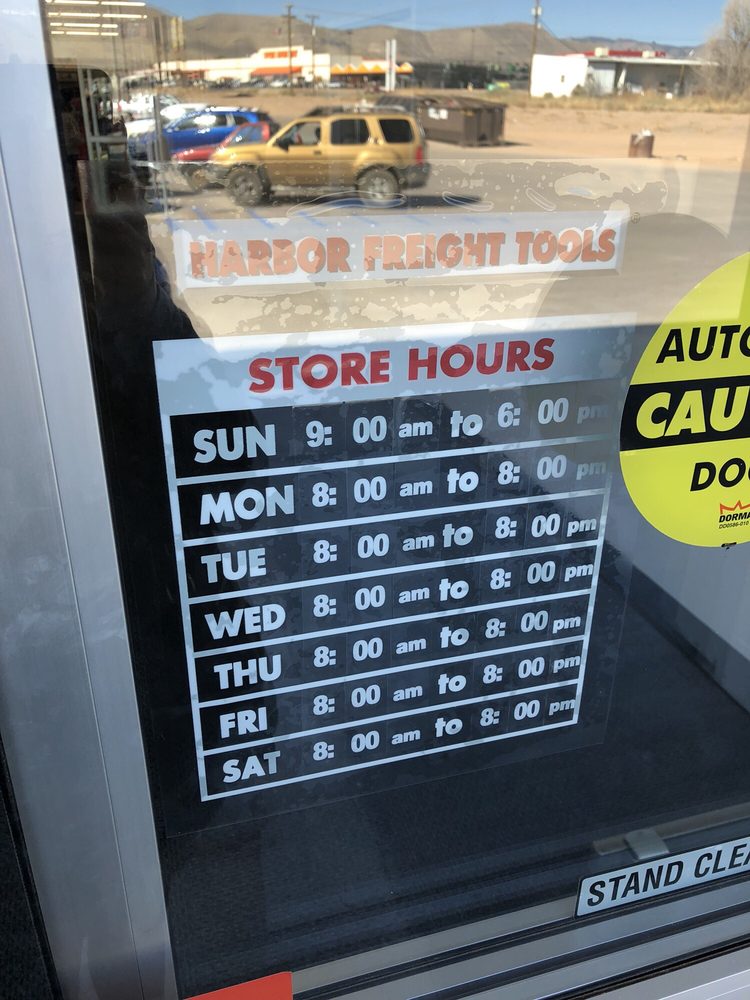 HARBOR FREIGHT TOOLS
STORE HOURS
SUN 9: 00 am to 6: 00 pm
MON 8: 00 am to 8: 00 pm
TUE 8: 00 am to 8: 00 pm
WED 8: 00 am to 8: 00 pm
THU 8: 00 am to 8: 00 pm
FRI 8: 00 am to 8: 00 pm
SAT 8: 00 am to 8: 00 pm
AUTO
CAU
DO
DORMA
STAND CLEA